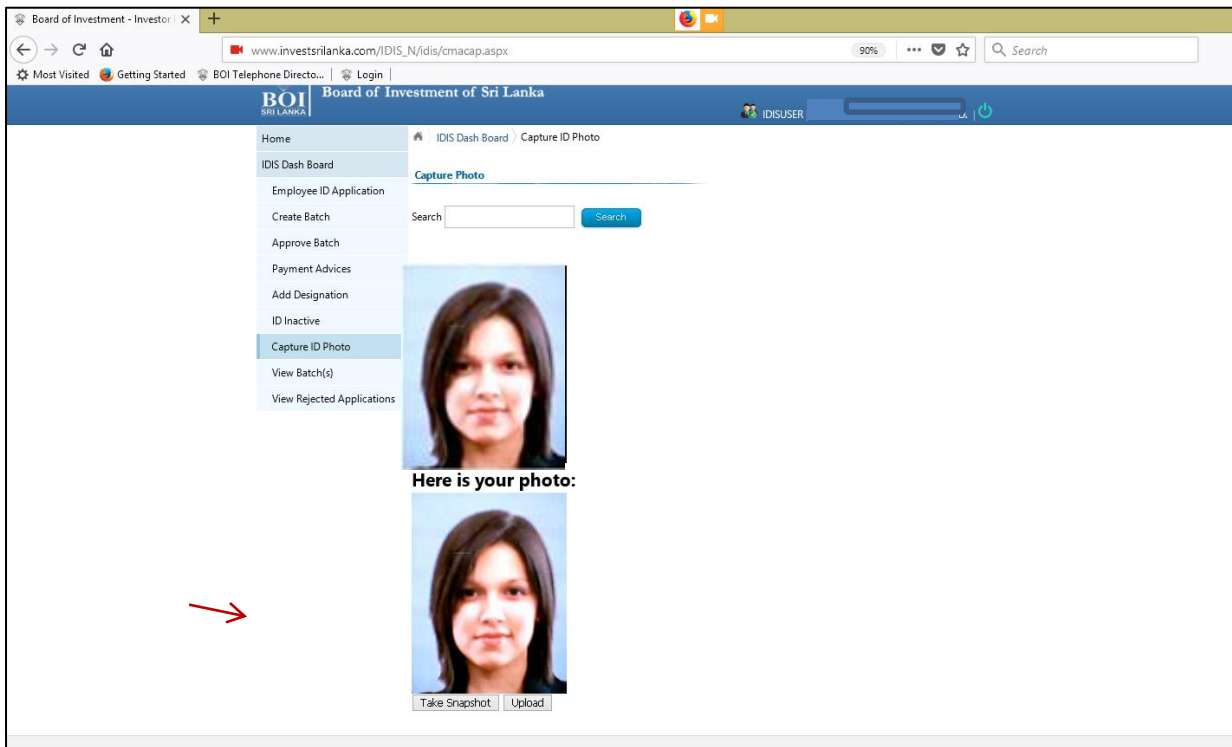 Board of Investment - Investor
www.investsrilanka.com/IDIS_N/idis/cmacap.aspx
90%
Search
Most Visited
Getting Started
BOI Telephone Directo...
Login
BOI
SRI LANKA
Board of Investment of Sri Lanka
IDISUSER
Home
IDIS Dash Board
Capture ID Photo
IDIS Dash Board
Capture Photo
Employee ID Application
Create Batch
Search
Search
Approve Batch
Payment Advices
Add Designation
ID Inactive
Capture ID Photo
View Batch(s)
View Rejected Applications
Here is your photo:
Take Snapshot
Upload